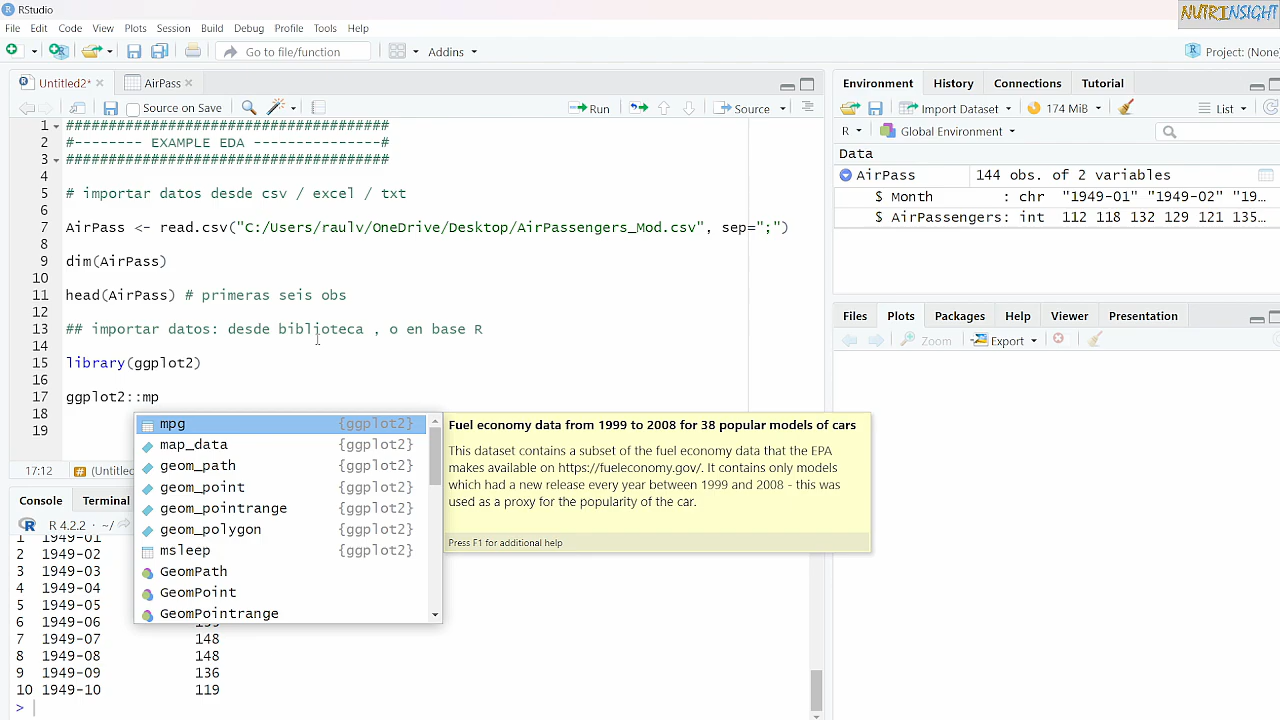 RStudio
NUTRINSIGHT
File Edit Code View Plots Session Build Debug Profile Tools Help
Go to file/function Addins Project: (None
Untitled2* AirPass
Source on Save Run Source
1 #####################################
2 #-------- EXAMPLE EDA ---------------#
3 #####################################
4
5 # importar datos desde csv / excel / txt
6
7 AirPass <- read.csv("C:/Users/raulv/OneDrive/Desktop/AirPassengers_Mod.csv", sep=";")
8
9 dim(AirPass)
10
11 head(AirPass) # primeras seis obs
12
13 ## importar datos: desde biblioteca , o en base R
14
15 library(ggplot2)
16
17 ggplot2::mp
18
19
mpg {ggplot2}
map_data {ggplot2}
geom_path {ggplot2}
geom_point {ggplot2}
geom_pointrange {ggplot2}
geom_polygon {ggplot2}
msleep {ggplot2}
GeomPath
GeomPoint
GeomPointrange
Fuel economy data from 1999 to 2008 for 38 popular models of cars
This dataset contains a subset of the fuel economy data that the EPA
makes available on https://fueleconomy.gov/. It contains only models
which had a new release every year between 1999 and 2008 - this was
used as a proxy for the popularity of the car.
Press F1 for additional help
17:12 (Untitled
Console Terminal
R 4.2.2 · ~/
1 1949-01
2 1949-02
3 1949-03
4 1949-04
5 1949-05
6 1949-06
7 1949-07 148
8 1949-08 148
9 1949-09 136
10 1949-10 119
>
Environment History Connections Tutorial
Import Dataset 174 MiB List
R Global Environment
Data
AirPass 144 obs. of 2 variables
$ Month : chr "1949-01" "1949-02" "19…
$ AirPassengers: int 112 118 132 129 121 135…
Files Plots Packages Help Viewer Presentation
Zoom Export